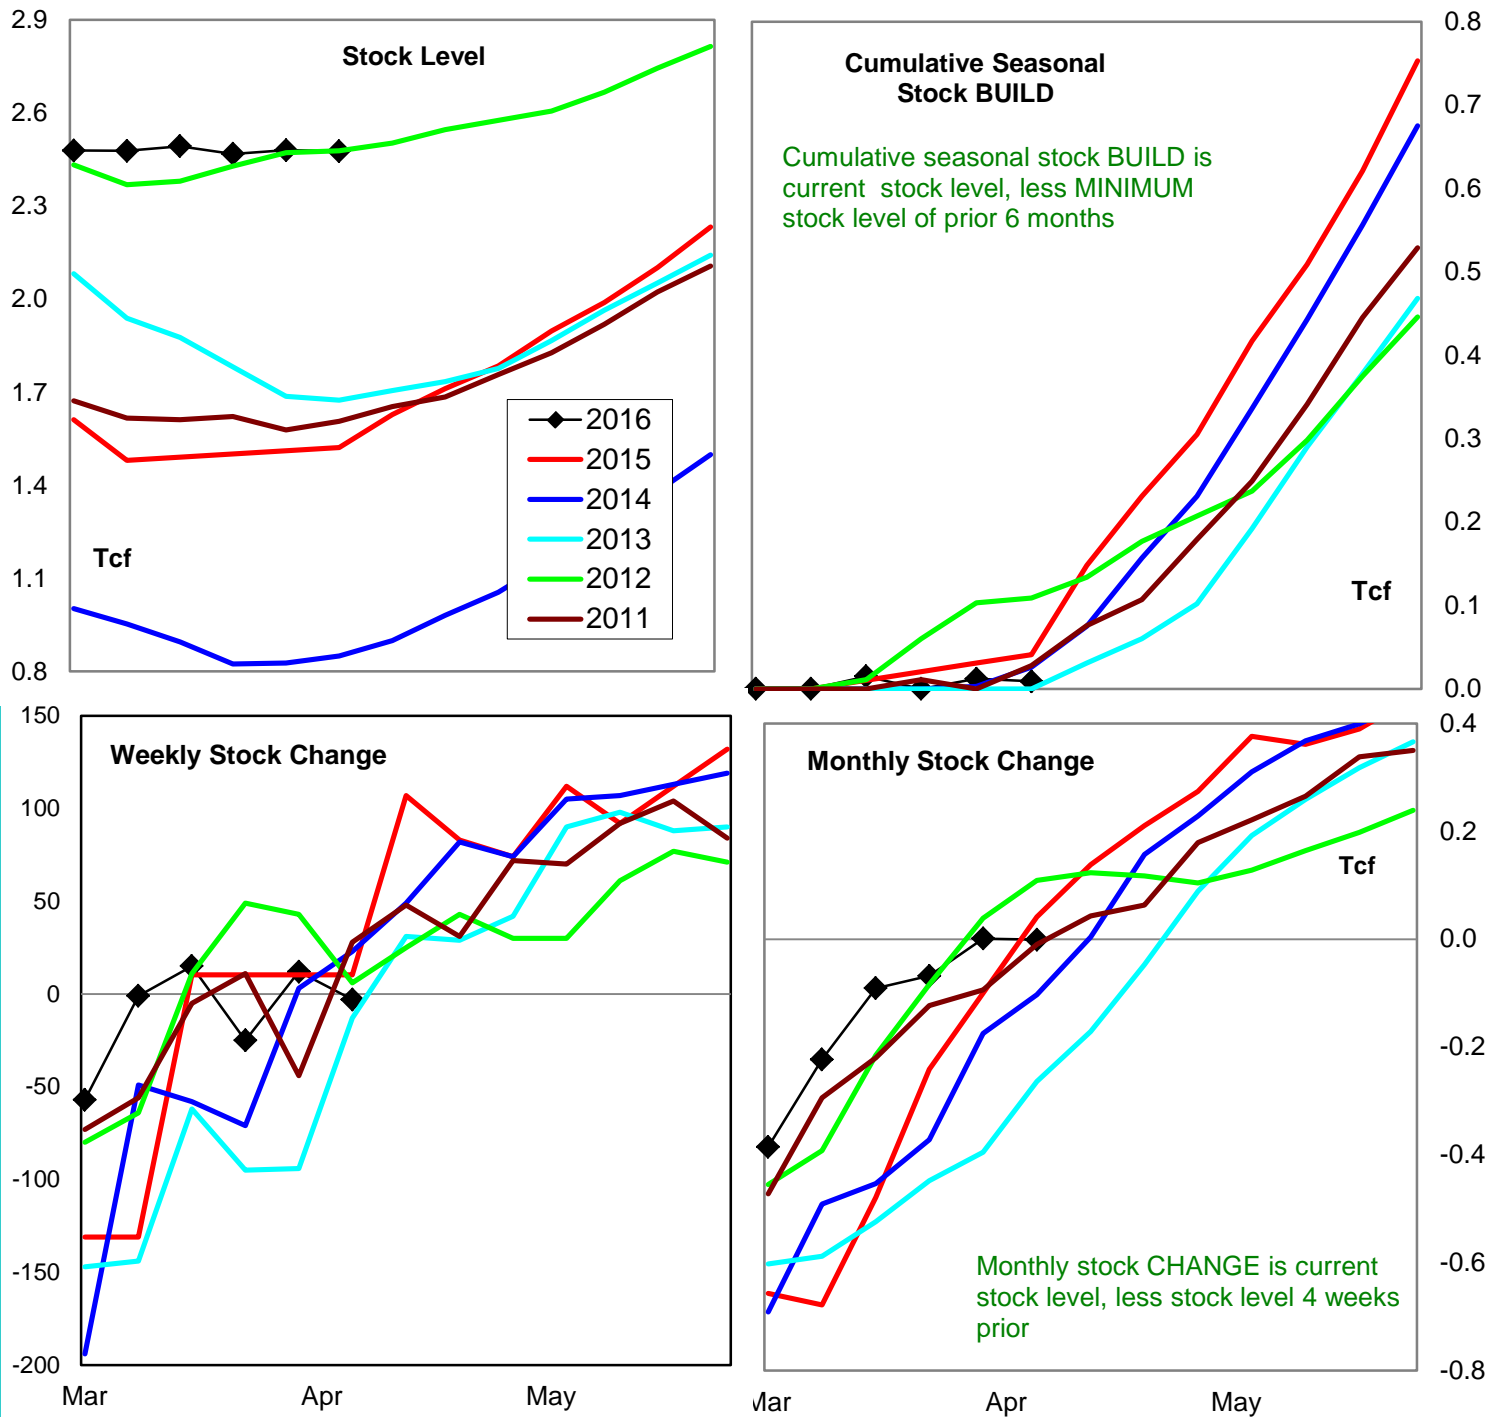 Stock Level
2.9
2.6
2.3
2.0
1.7
1.4
1.1
0.8
Tcf
2016
2015
2014
2013
2012
2011
Cumulative Seasonal
Stock BUILD
Cumulative seasonal stock BUILD is
current stock level, less MINIMUM
stock level of prior 6 months
Tcf
0.8
0.7
0.6
0.5
0.4
0.3
0.2
0.1
0.0
Weekly Stock Change
150
100
50
0
-50
-100
-150
-200
Mar Apr May
Monthly Stock Change
Tcf
0.4
0.2
0.0
-0.2
-0.4
-0.6
-0.8
Monthly stock CHANGE is current
stock level, less stock level 4 weeks
prior
Mar Apr May